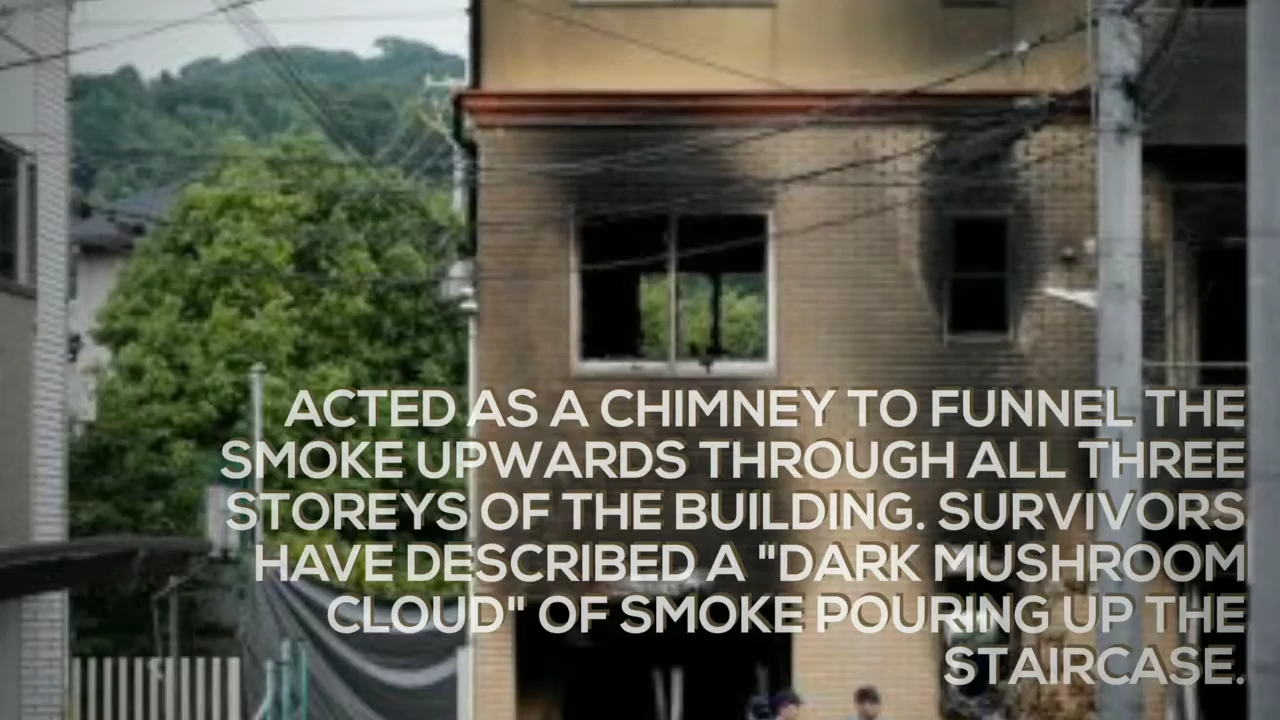 ACTED AS A CHIMNEY TO FUNNEL THE
SMOKE UPWARDS THROUGH ALL THREE
STOREYS OF THE BUILDING. SURVIVORS
HAVE DESCRIBED A "DARK MUSHROOM
CLOUD" OF SMOKE POURING UP THE
STAIRCASE.